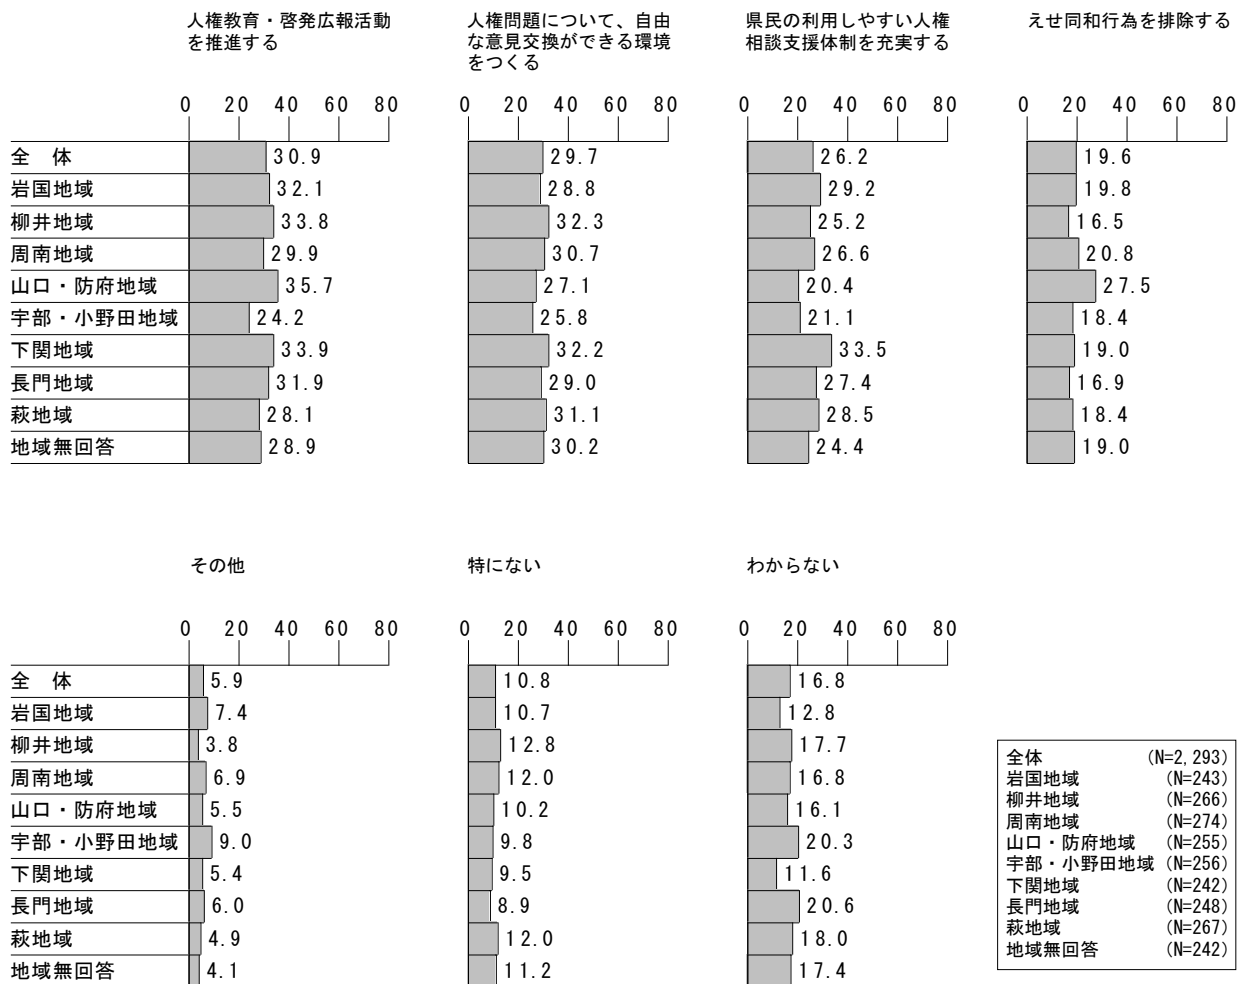 人権教育・啓発広報活動
を推進する
人権問題について、自由
な意見交換ができる環境
をつくる
県民の利用しやすい人権
相談支援体制を充実する
えせ同和行為を排除する
0 20 40 60 80 0 20 40 60 80 0 20 40 60 80 0 20 40 60 80
全　体 30.9 29.7 26.2 19.6
岩国地域 32.1 28.8 29.2 19.8
柳井地域 33.8 32.3 25.2 16.5
周南地域 29.9 30.7 26.6 20.8
山口・防府地域 35.7 27.1 20.4 27.5
宇部・小野田地域 24.2 25.8 21.1 18.4
下関地域 33.9 32.2 33.5 19.0
長門地域 31.9 29.0 27.4 16.9
萩地域 28.1 31.1 28.5 18.4
地域無回答 28.9 30.2 24.4 19.0
その他 特にない わからない
0 20 40 60 80 0 20 40 60 80 0 20 40 60 80
全　体 5.9 10.8 16.8
岩国地域 7.4 10.7 12.8
柳井地域 3.8 12.8 17.7
周南地域 6.9 12.0 16.8
山口・防府地域 5.5 10.2 16.1
宇部・小野田地域 9.0 9.8 20.3
下関地域 5.4 9.5 11.6
長門地域 6.0 8.9 20.6
萩地域 4.9 12.0 18.0
地域無回答 4.1 11.2 17.4
全体 (N=2,293)
岩国地域 (N=243)
柳井地域 (N=266)
周南地域 (N=274)
山口・防府地域 (N=255)
宇部・小野田地域 (N=256)
下関地域 (N=242)
長門地域 (N=248)
萩地域 (N=267)
地域無回答 (N=242)